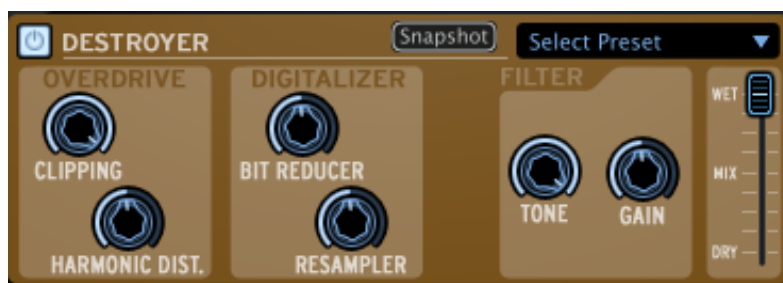 DESTROYER
Snapshot
Select Preset
OVERDRIVE
CLIPPING
HARMONIC DIST.
DIGITALIZER
BIT REDUCER
RESAMPLER
FILTER
TONE
GAIN
WET
MIX
DRY